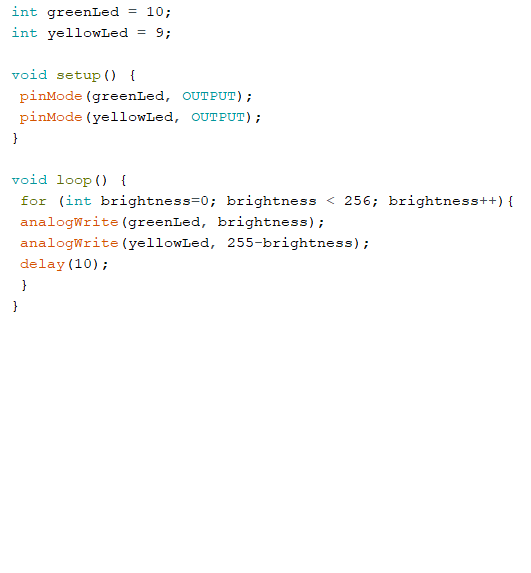 int greenLed = 10;
int yellowLed = 9;

void setup() {
 pinMode(greenLed, OUTPUT);
 pinMode(yellowLed, OUTPUT);
}

void loop() {
 for (int brightness=0; brightness < 256; brightness++){
 analogWrite(greenLed, brightness);
 analogWrite(yellowLed, 255-brightness);
 delay(10);
 }
}